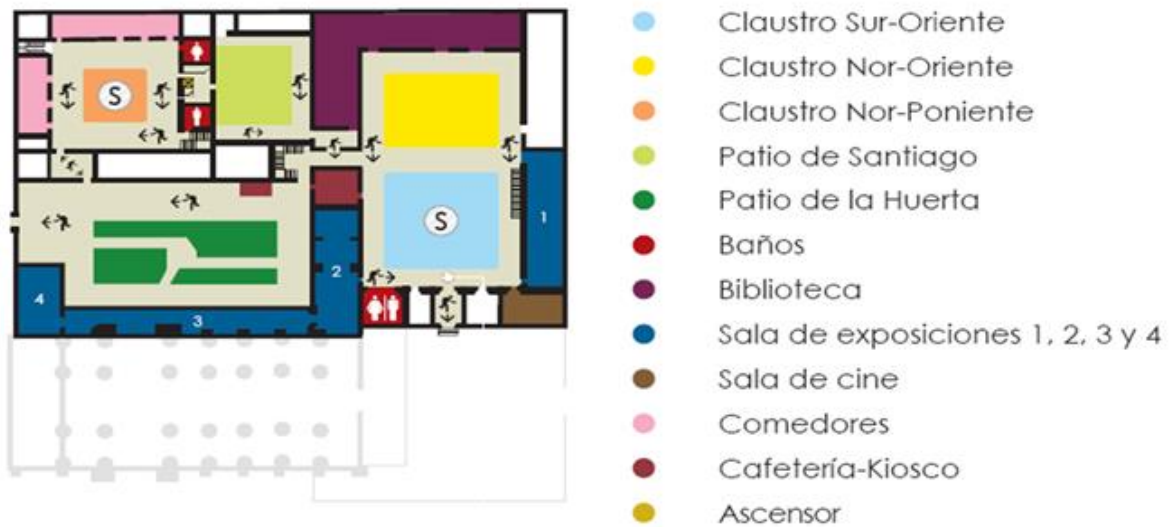 S
S
1
2
3
4
Claustro Sur-Oriente
Claustro Nor-Oriente
Claustro Nor-Poniente
Patio de Santiago
Patio de la Huerta
Baños
Biblioteca
Sala de exposiciones 1, 2, 3 y 4
Sala de cine
Comedores
Cafetería-Kiosco
Ascensor